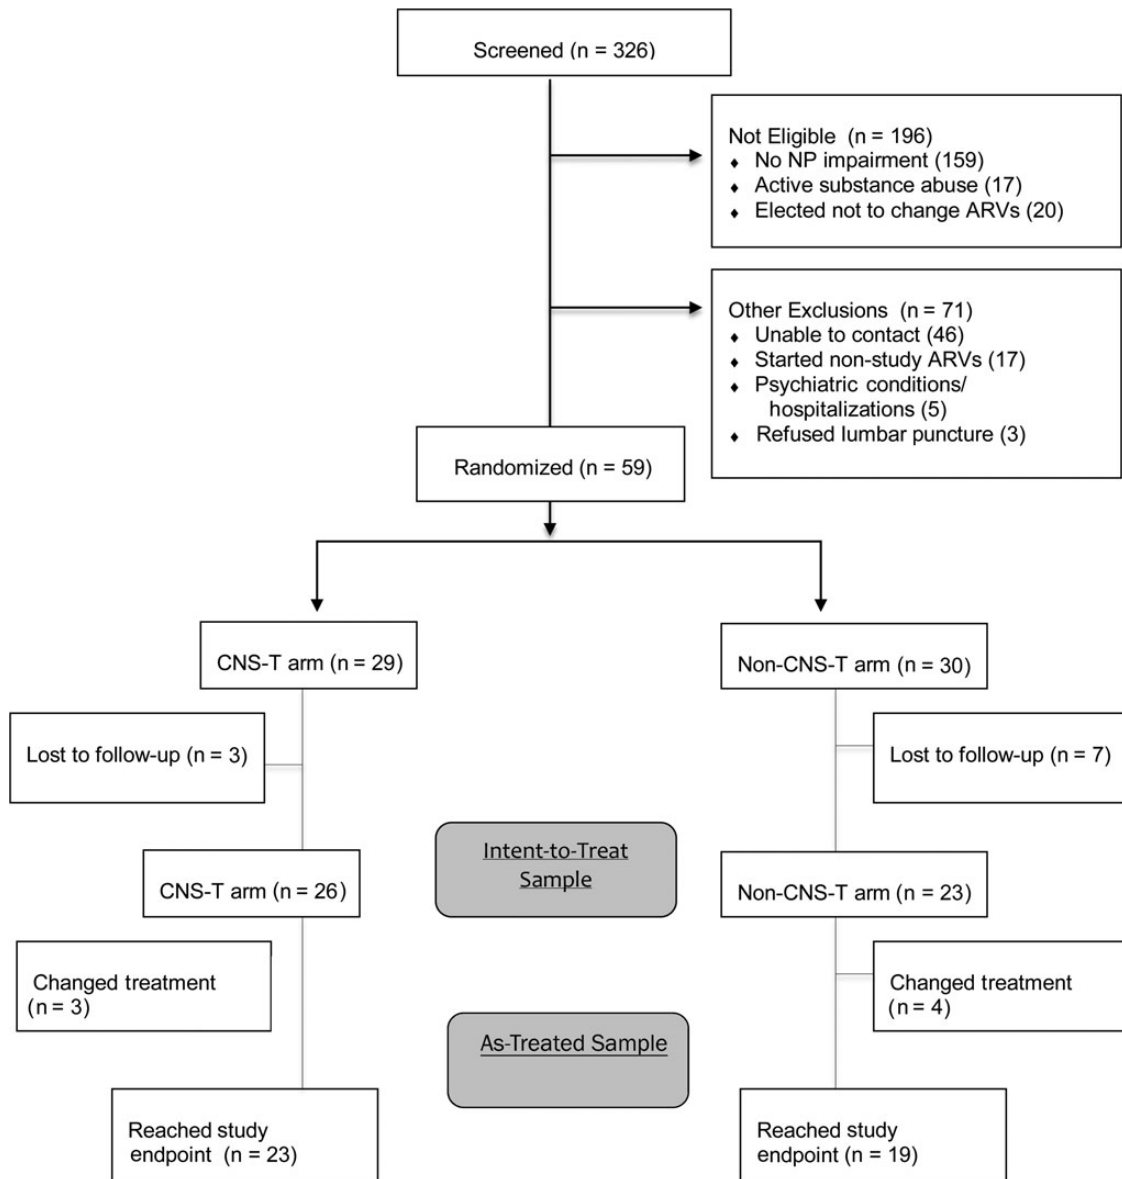 Screened (n = 326)
Not Eligible (n = 196)
♦ No NP impairment (159)
♦ Active substance abuse (17)
♦ Elected not to change ARVs (20)
Other Exclusions (n = 71)
♦ Unable to contact (46)
♦ Started non-study ARVs (17)
♦ Psychiatric conditions/
hospitalizations (5)
♦ Refused lumbar puncture (3)
Randomized (n = 59)
CNS-T arm (n = 29)
Non-CNS-T arm (n = 30)
Lost to follow-up (n = 3)
Lost to follow-up (n = 7)
Intent-to-Treat
Sample
CNS-T arm (n = 26)
Non-CNS-T arm (n = 23)
Changed treatment
(n = 3)
Changed treatment
(n = 4)
As-Treated Sample
Reached study
endpoint (n = 23)
Reached study
endpoint (n = 19)